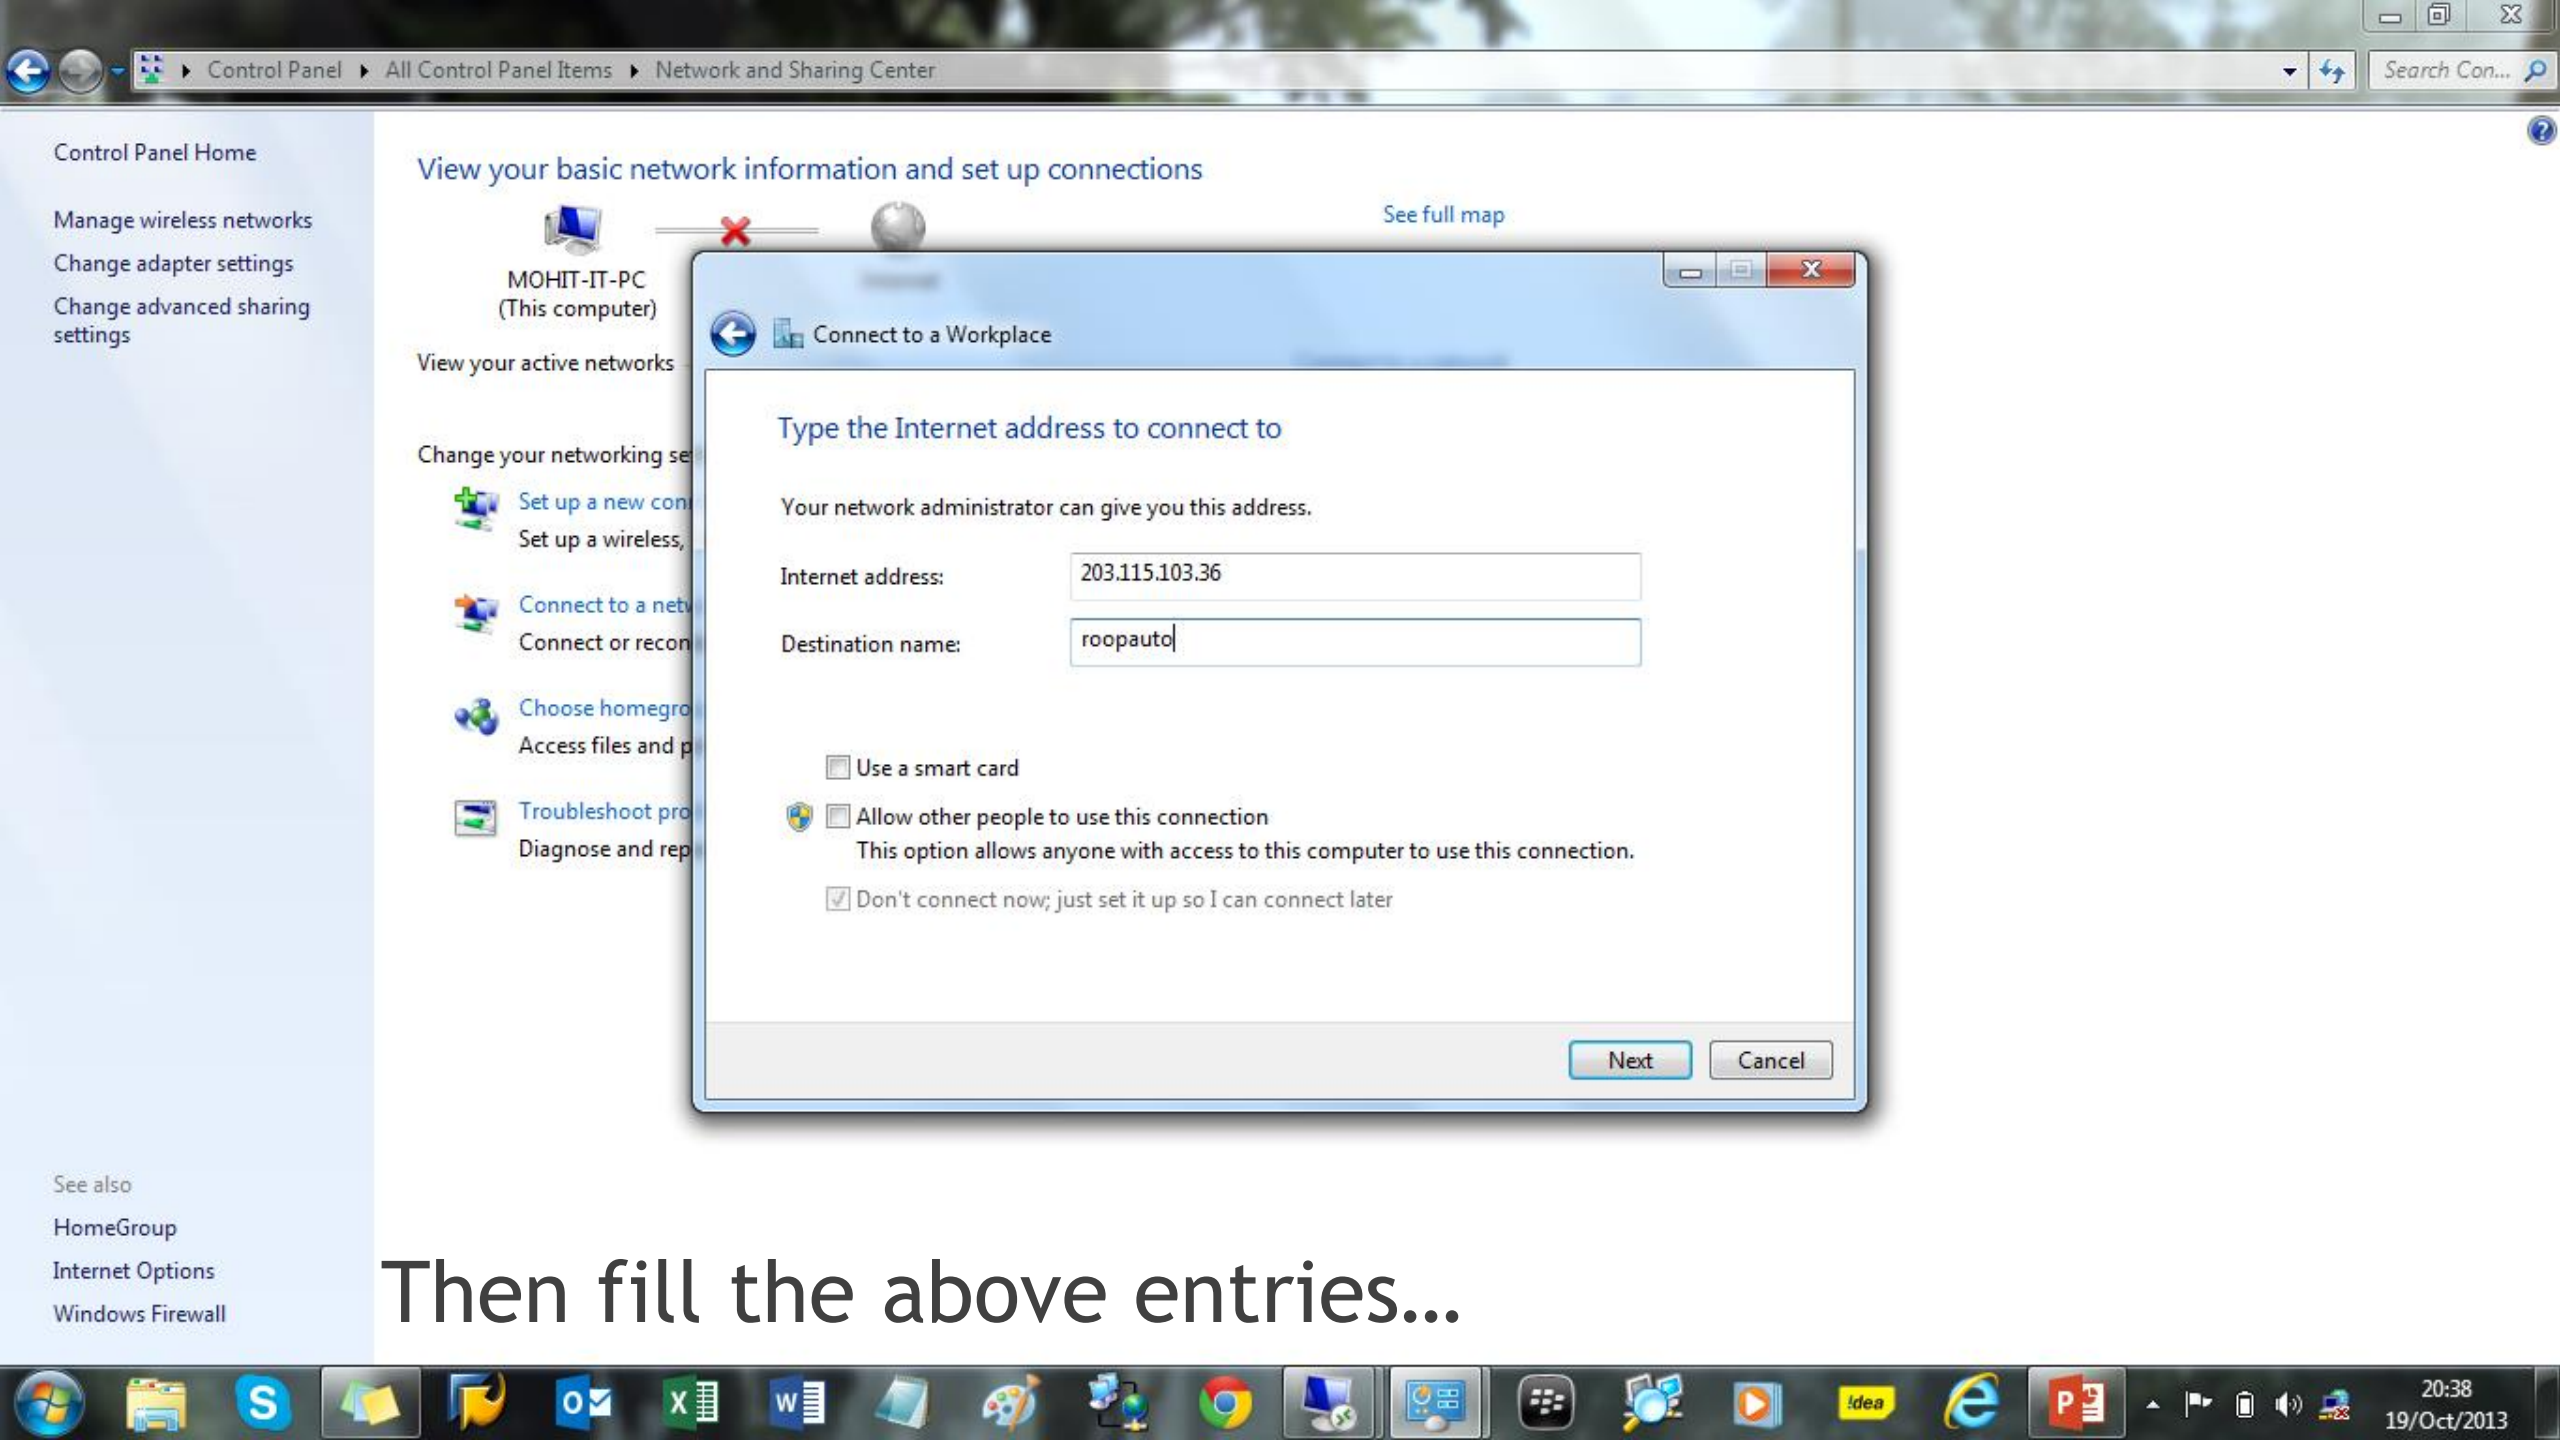 Control Panel ▸ All Control Panel Items ▸ Network and Sharing Center
Search Con...
Control Panel Home
Manage wireless networks
Change adapter settings
Change advanced sharing
settings
See also
HomeGroup
Internet Options
Windows Firewall
View your basic network information and set up connections
See full map
MOHIT-IT-PC
(This computer)
View your active networks
Change your networking se
Set up a new con
Set up a wireless,
Connect to a net
Connect or recon
Choose homegro
Access files and p
Troubleshoot pro
Diagnose and rep
Connect to a Workplace
Type the Internet address to connect to
Your network administrator can give you this address.
Internet address: 203.115.103.36
Destination name: roopauto
Use a smart card
Allow other people to use this connection
This option allows anyone with access to this computer to use this connection.
Don't connect now; just set it up so I can connect later
Next Cancel
Then fill the above entries...
!dea
20:38
19/Oct/2013